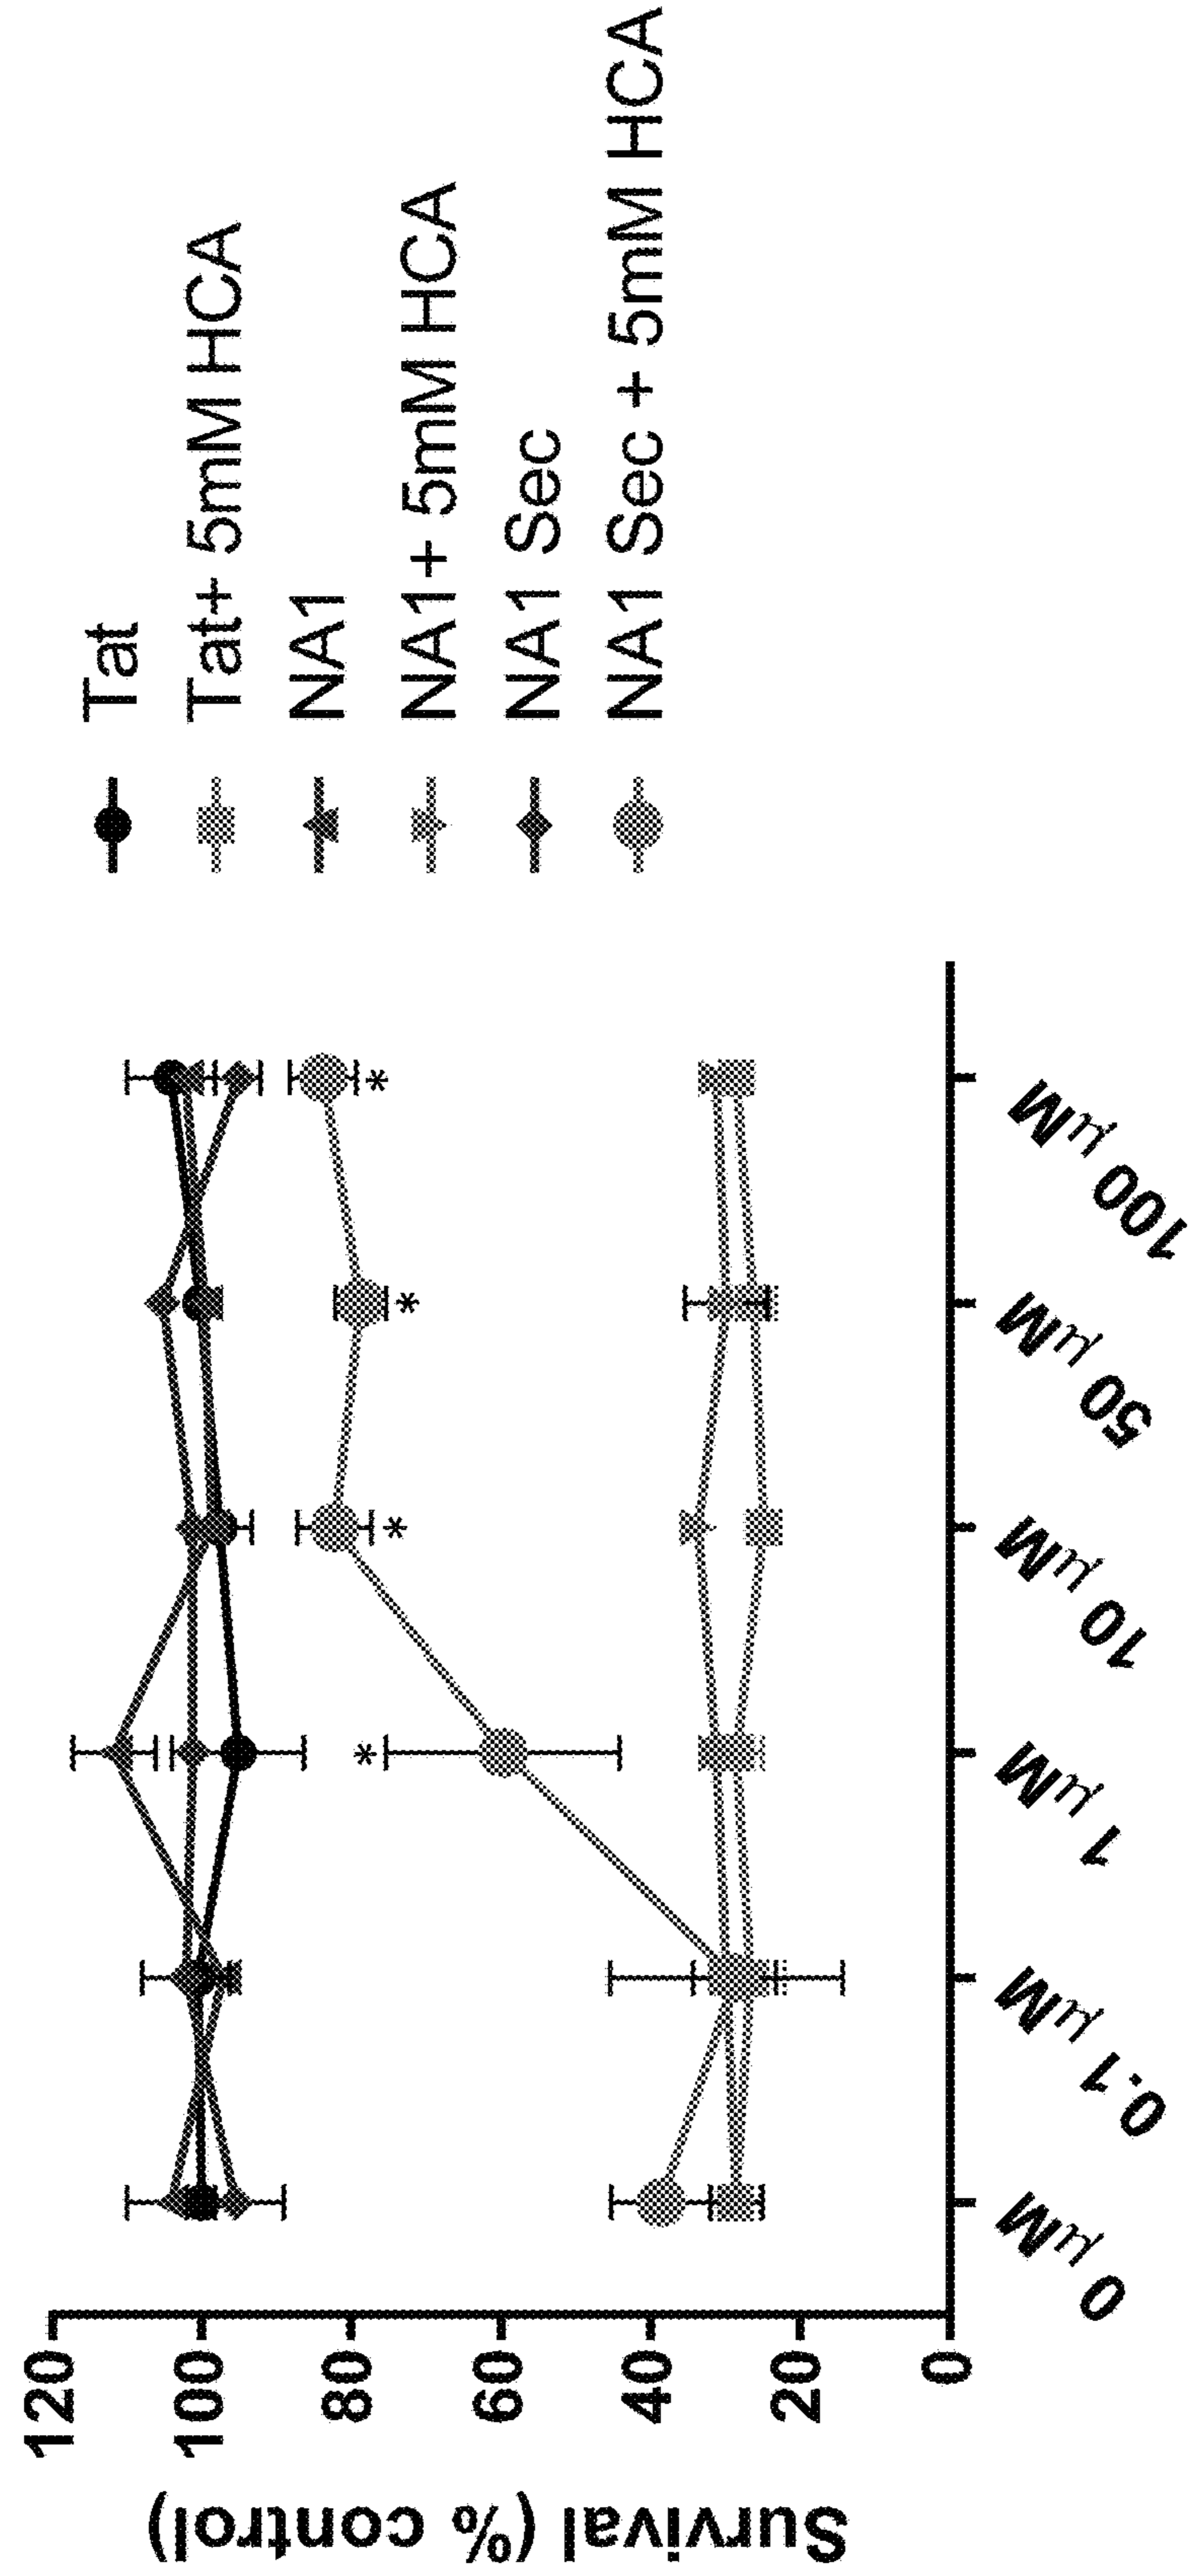 Survival (% control)
120
100
80
60
40
20
0
0 µM
0.1 µM
1 µM
10 µM
50 µM
100 µM
*
*
*
*
Tat
Tat+ 5mM HCA
NA1
NA1+ 5mM HCA
NA1 Sec
NA1 Sec + 5mM HCA